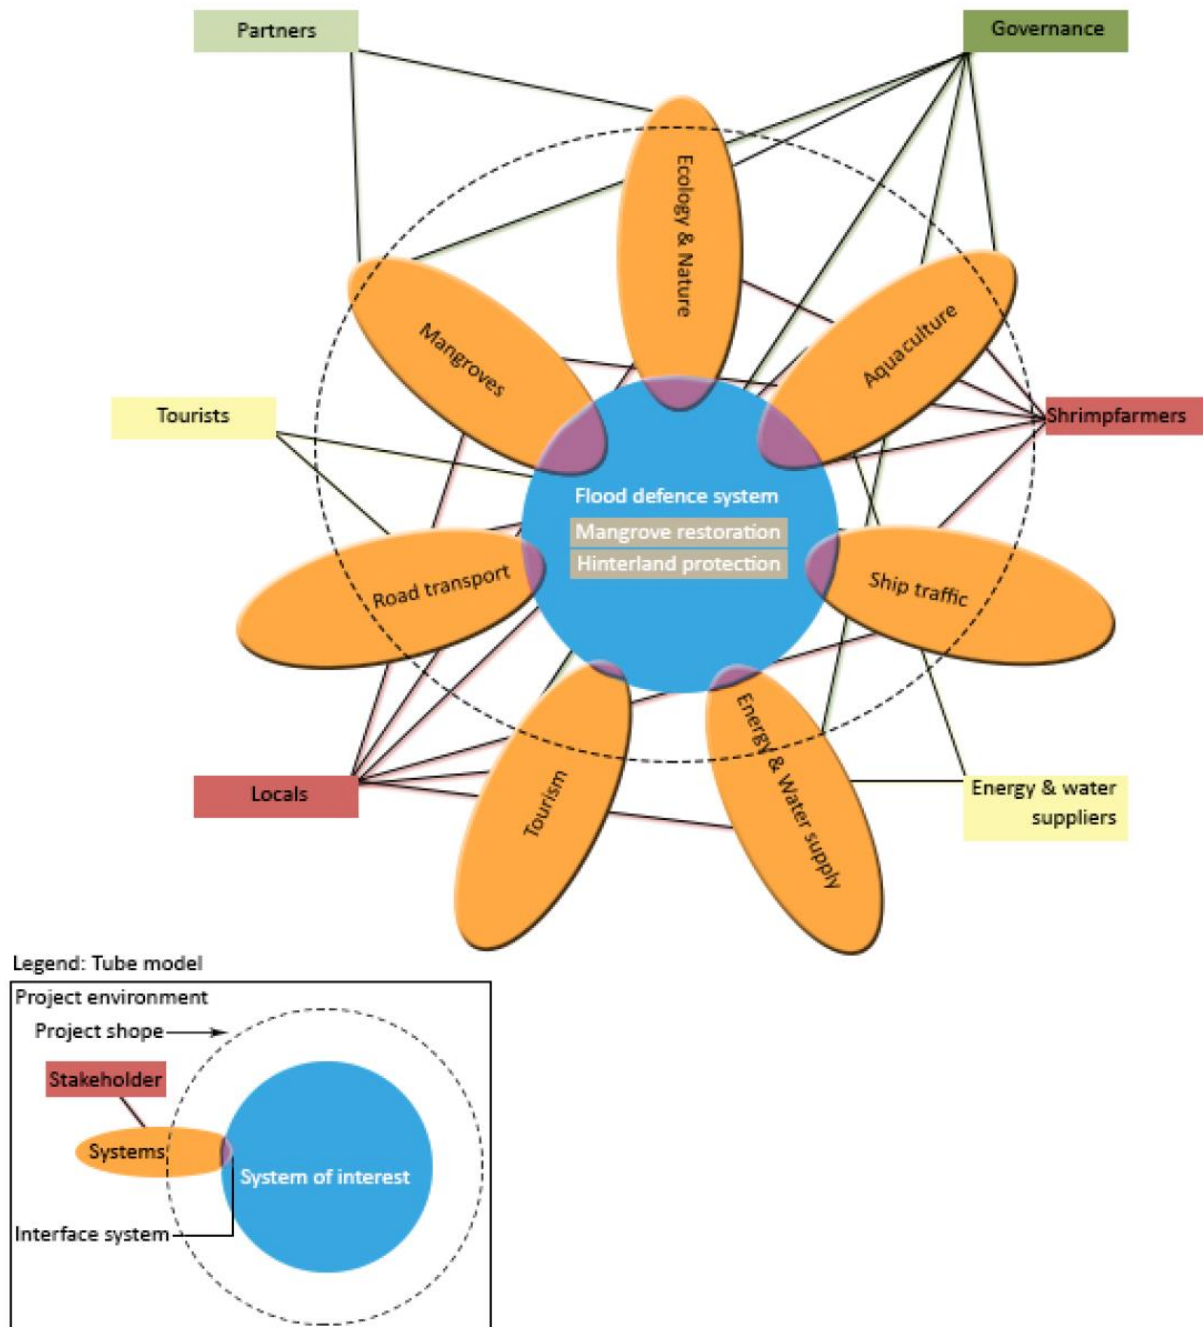 Partners
Governance
Ecology & Nature
Mangroves
Aquaculture
Tourists
Shrimpfarmers
Flood defence system
Mangrove restoration
Hinterland protection
Road transport
Ship traffic
Locals
Tourism
Energy & Water supply
Energy & water
suppliers
Legend: Tube model
Project environment
Project shope
Stakeholder
Systems
System of interest
Interface system